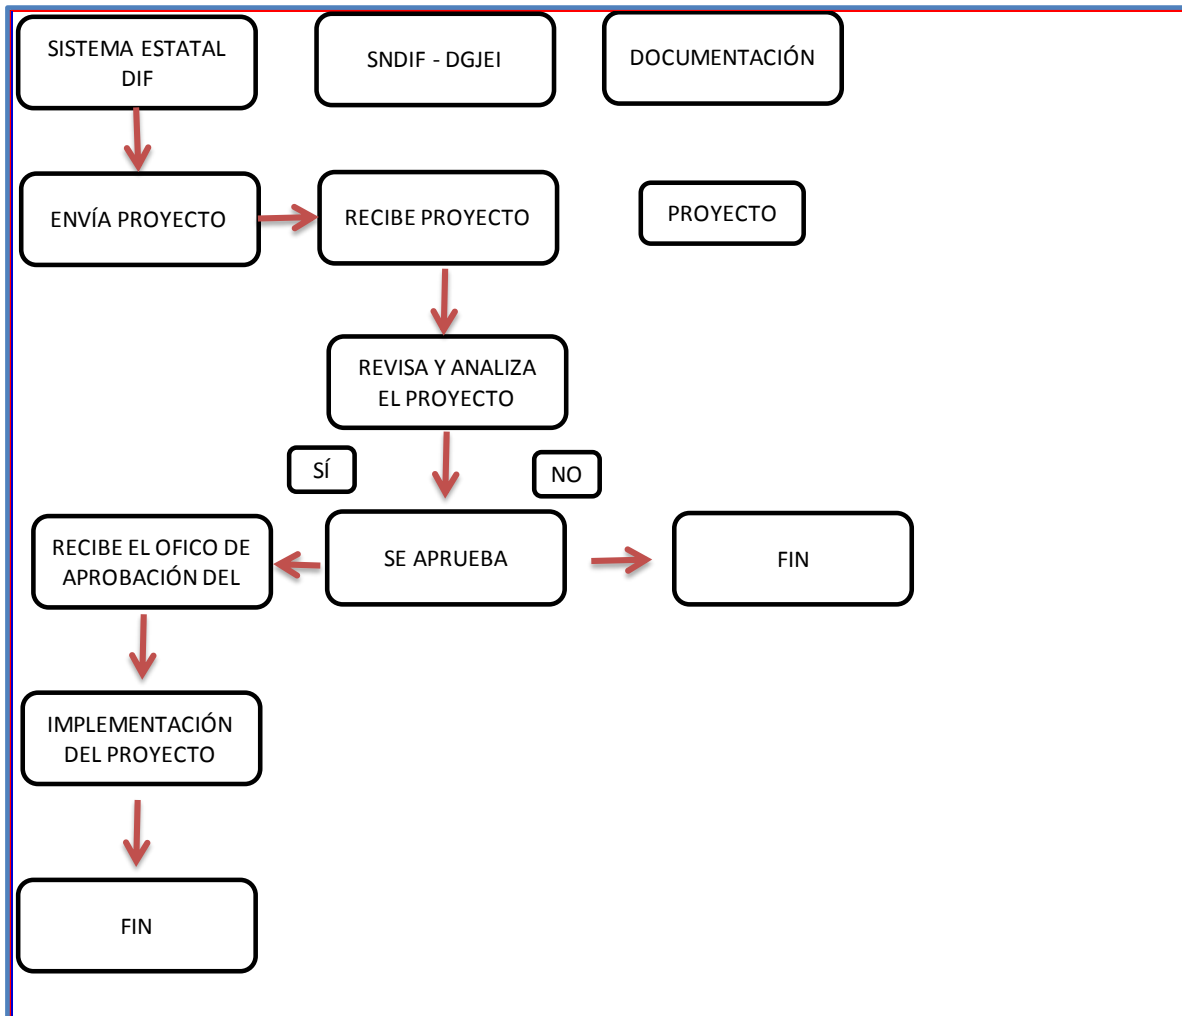 SISTEMA ESTATAL
DIF
SNDIF - DGJEI
DOCUMENTACIÓN
ENVÍA PROYECTO
RECIBE PROYECTO
PROYECTO
REVISA Y ANALIZA
EL PROYECTO
SÍ
NO
RECIBE EL OFICO DE
APROBACIÓN DEL
SE APRUEBA
FIN
IMPLEMENTACIÓN
DEL PROYECTO
FIN